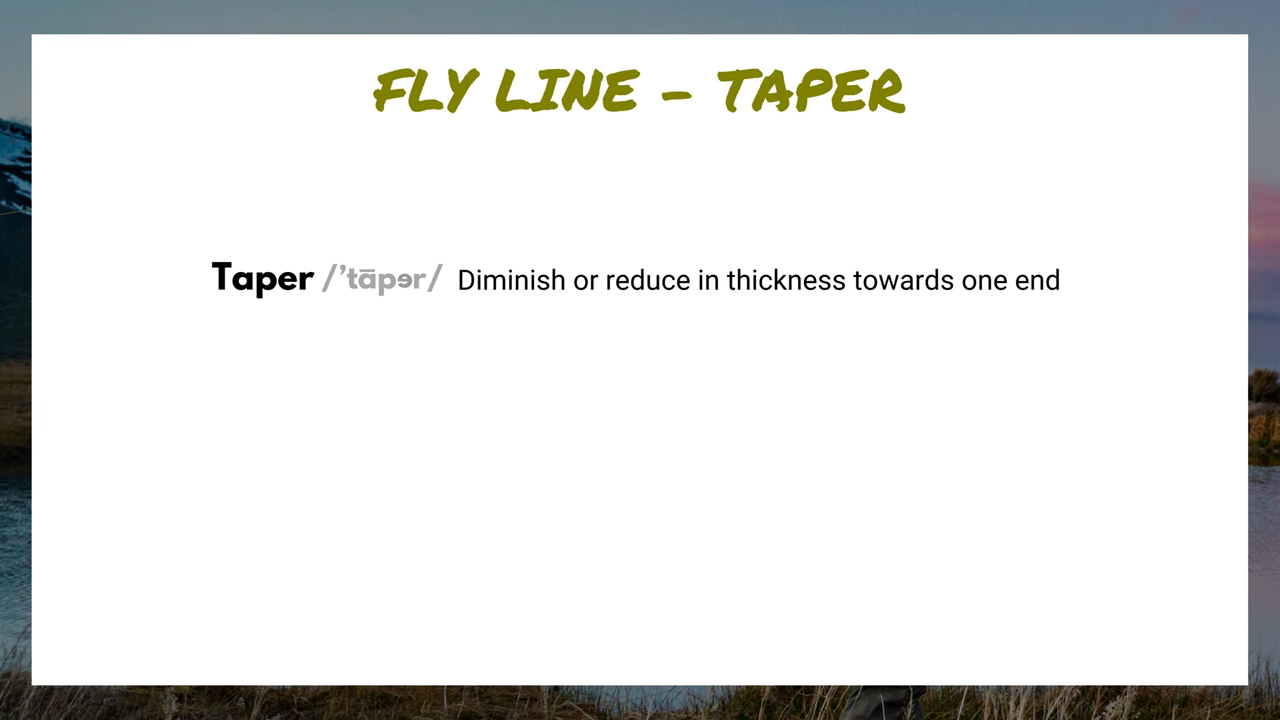 FLY LINE - TAPER
Taper /'tāpər/ Diminish or reduce in thickness towards one end